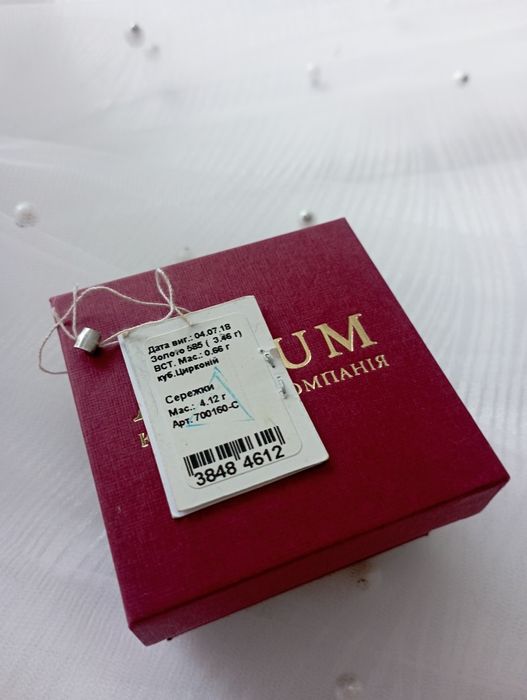 Дата виг.: 04.07.18
Золото 585 ( 3.46 г)
ВСТ. Мас.: 0.66 г
куб.Цирконій
Сережки
Мас.: 4.12 г
Арт. 700160-С
3848 4612
UM
ОМПАНІЯ